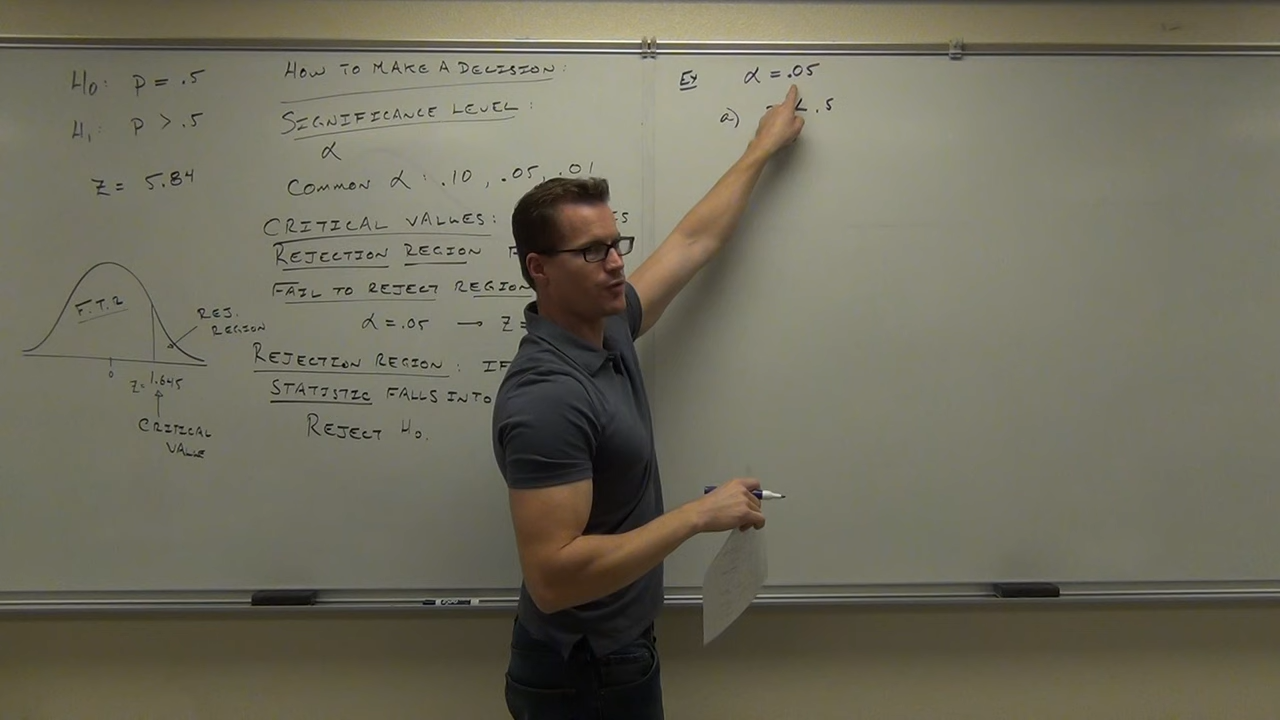 H₀: p = .5
H₁: p > .5
Z = 5.84
F.T.R
REJ.
REGION
0
Z=1.645
CRITICAL
VALUE
HOW TO MAKE A DECISION:
SIGNIFICANCE LEVEL:
α
COMMON α: .10, .05, .01
CRITICAL VALUES:
REJECTION REGION
FAIL TO REJECT REGION
α=.05 → Z=
REJECTION REGION: IF
STATISTIC FALLS INTO
REJECT H₀.
Ex α = .05
a) < .5